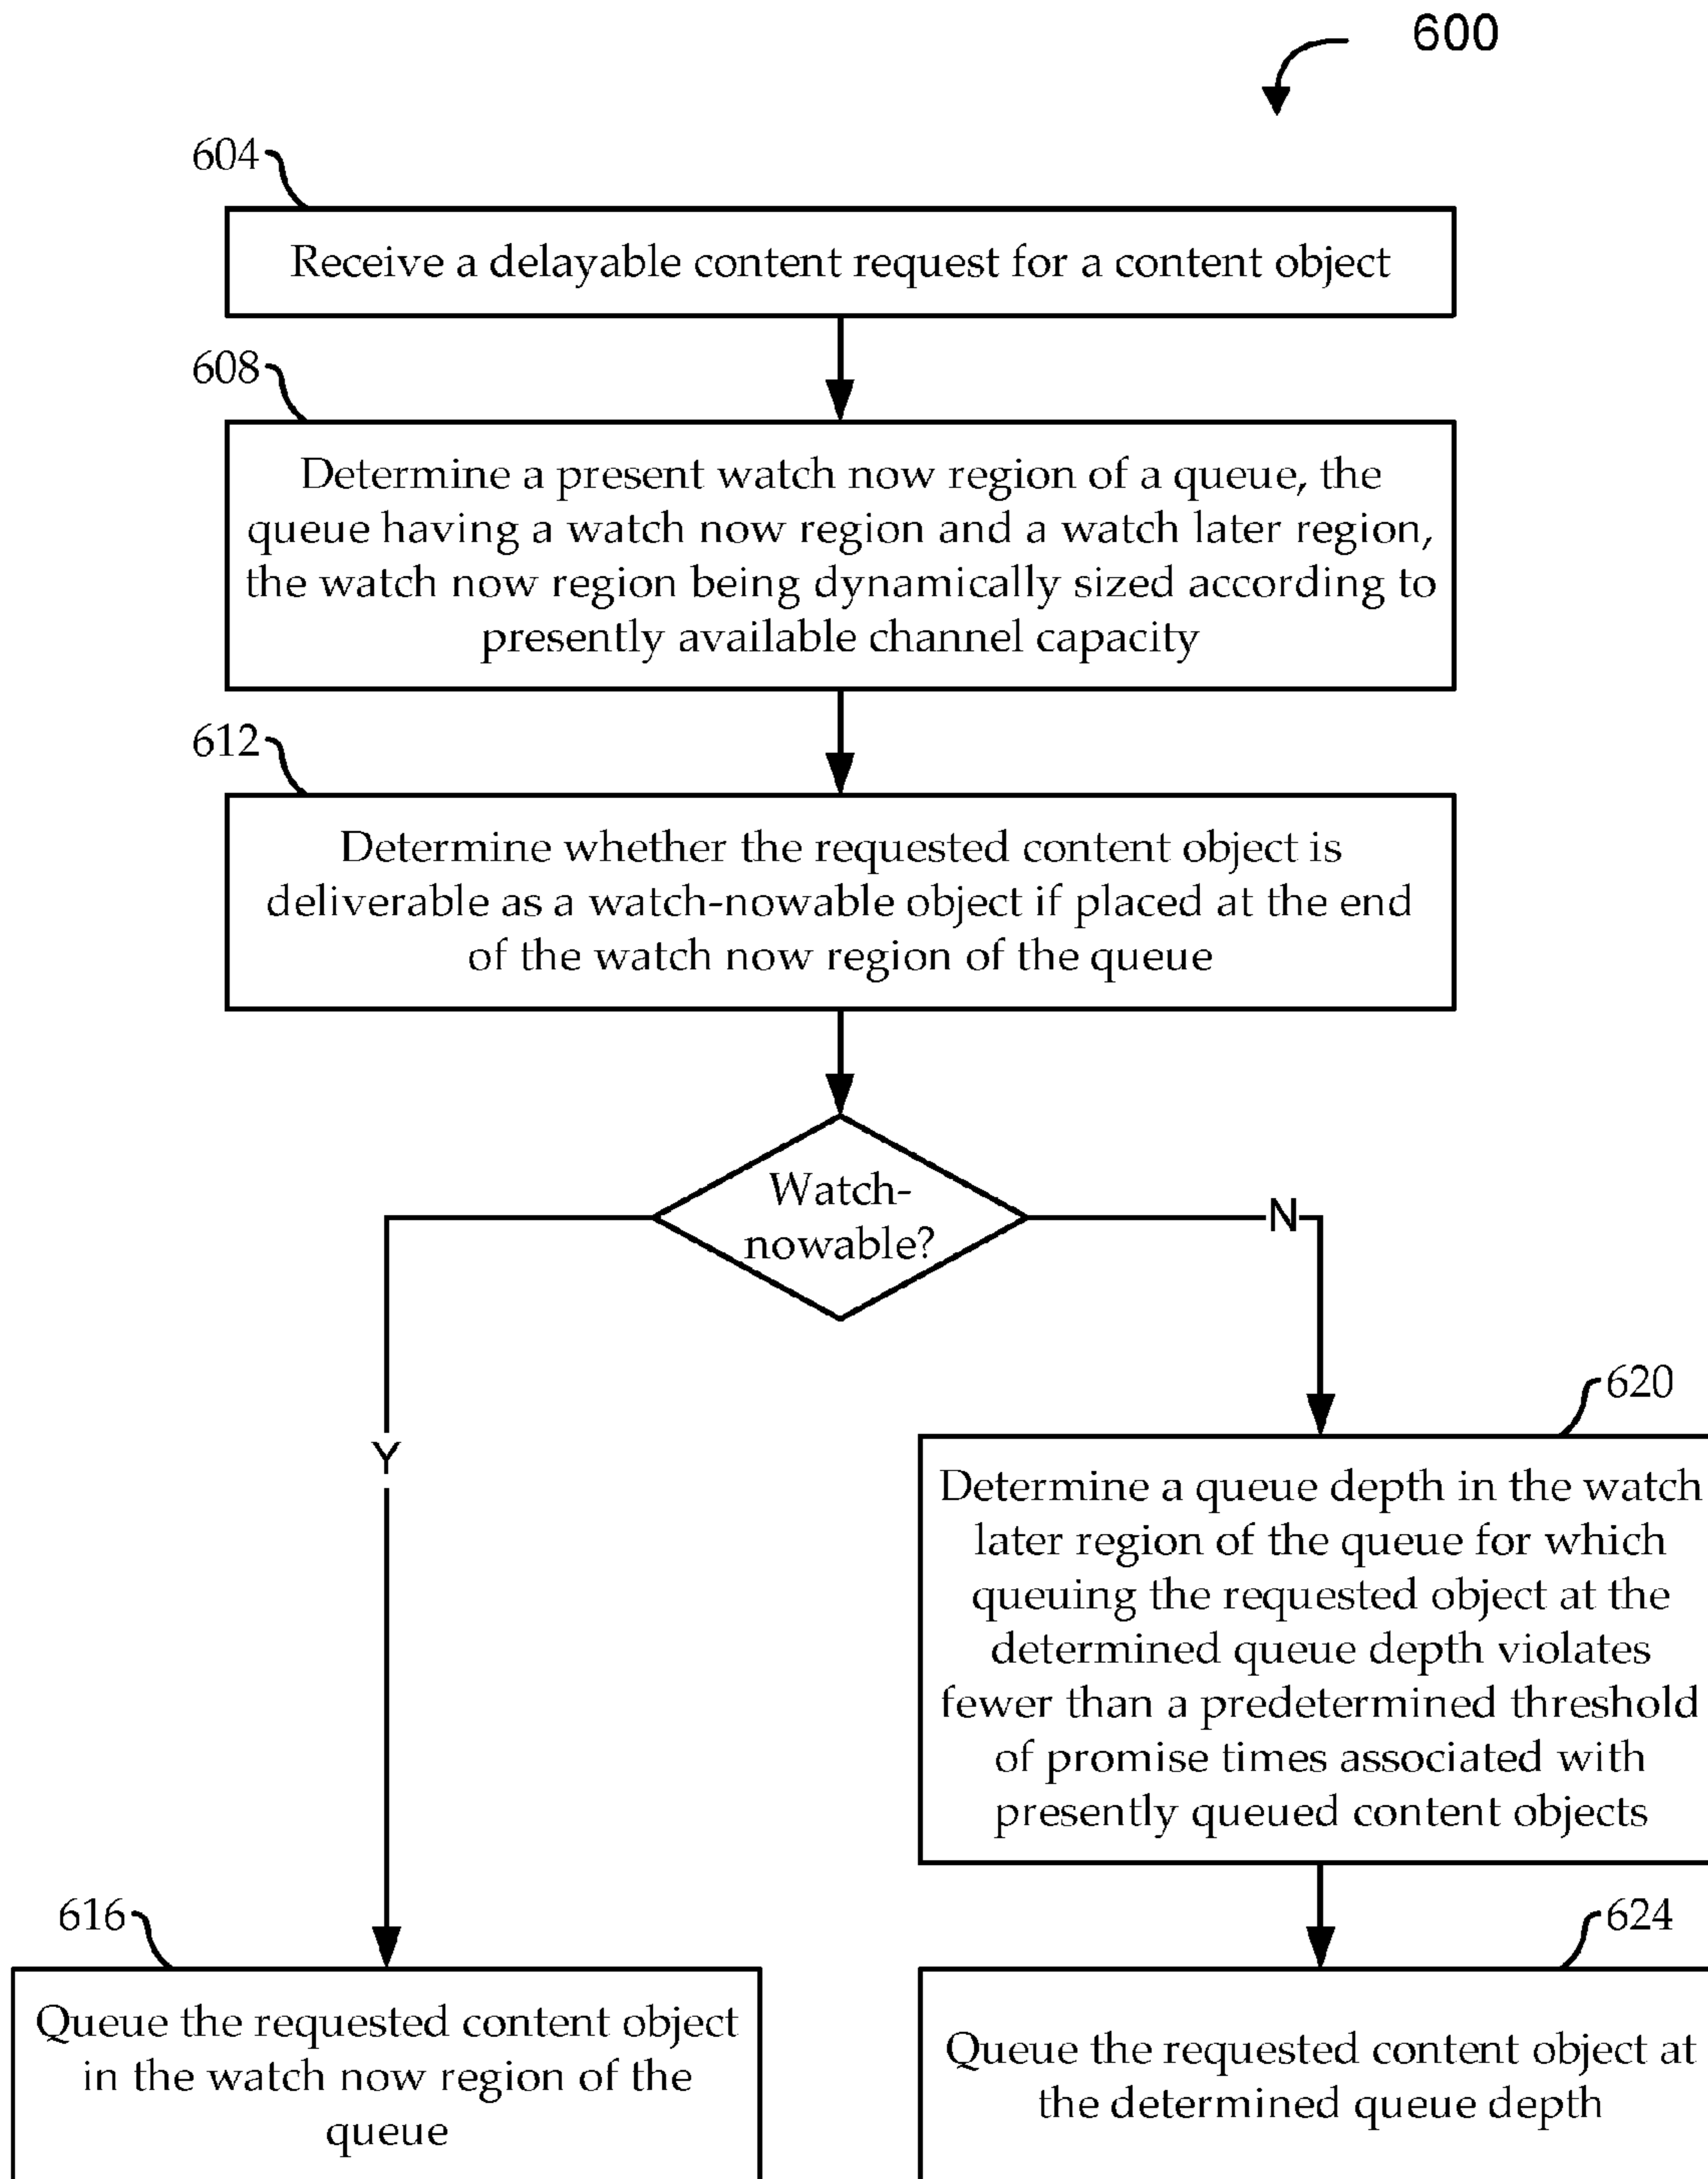 600
604
Receive a delayable content request for a content object
608
Determine a present watch now region of a queue, the
queue having a watch now region and a watch later region,
the watch now region being dynamically sized according to
presently available channel capacity
612
Determine whether the requested content object is
deliverable as a watch-nowable object if placed at the end
of the watch now region of the queue
Watch-
nowable?
N
Y
620
Determine a queue depth in the watch
later region of the queue for which
queuing the requested object at the
determined queue depth violates
fewer than a predetermined threshold
of promise times associated with
presently queued content objects
616
Queue the requested content object
in the watch now region of the
queue
624
Queue the requested content object at
the determined queue depth